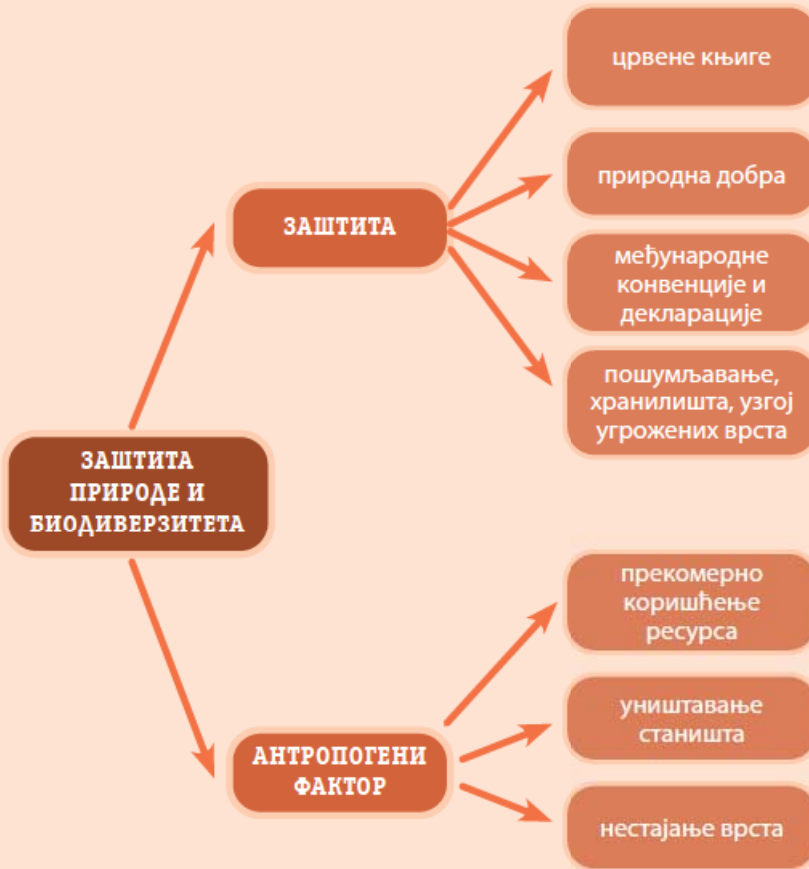 ЗАШТИТА
ПРИРОДЕ И
БИОДИВЕРЗИТЕТА
ЗАШТИТА
црвене књиге
природна добра
међународне
конвенције и
декларације
пошумљавање,
хранилишта, узгој
угрожених врста
АНТРОПОГЕНИ
ФАКТОР
прекомерно
коришћење
ресурса
уништавање
станишта
нестајање врста